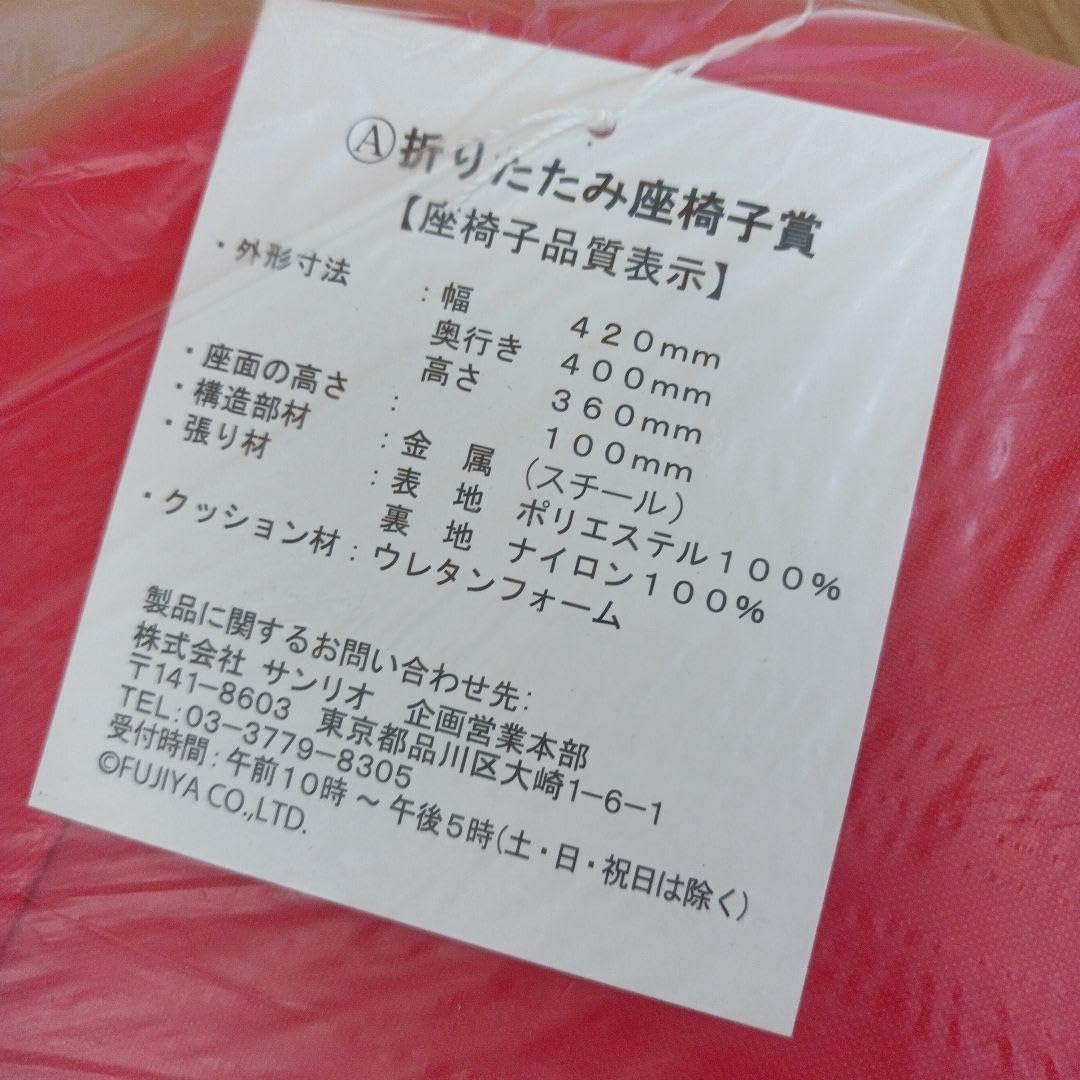 Ⓐ折りたたみ座椅子賞
【座椅子品質表示】
・外形寸法　：幅　420mm
奥行き　400mm
高さ　360mm
・座面の高さ　：　100mm
・構造部材　：金　属　(スチール)
・張り材　：表　地　ポリエステル100%
裏　地　ナイロン100%
・クッション材：ウレタンフォーム
製品に関するお問い合わせ先:
株式会社 サンリオ　企画営業本部
〒141-8603　東京都品川区大崎1-6-1
TEL:03-3779-8305
受付時間:午前10時～午後5時(土・日・祝日は除く)
©FUJIYA CO.,LTD.